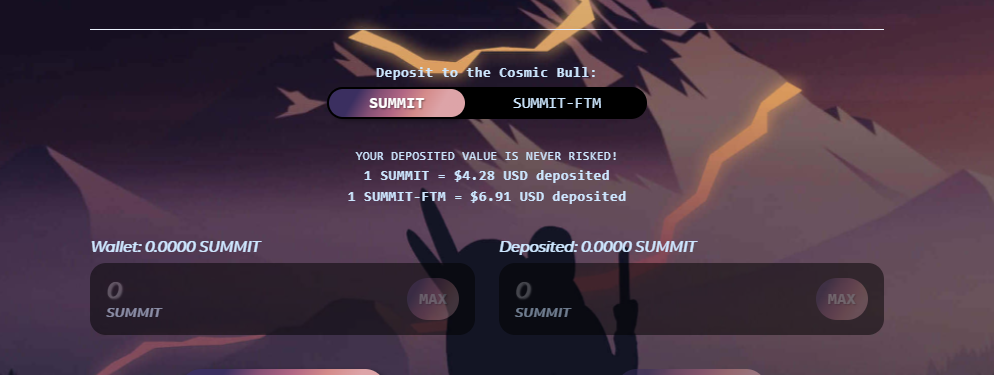 Deposit to the Cosmic Bull:
SUMMIT SUMMIT-FTM
YOUR DEPOSITED VALUE IS NEVER RISKED!
1 SUMMIT = $4.28 USD deposited
1 SUMMIT-FTM = $6.91 USD deposited
Wallet: 0.0000 SUMMIT
0
SUMMIT
MAX
Deposited: 0.0000 SUMMIT
0
SUMMIT
MAX